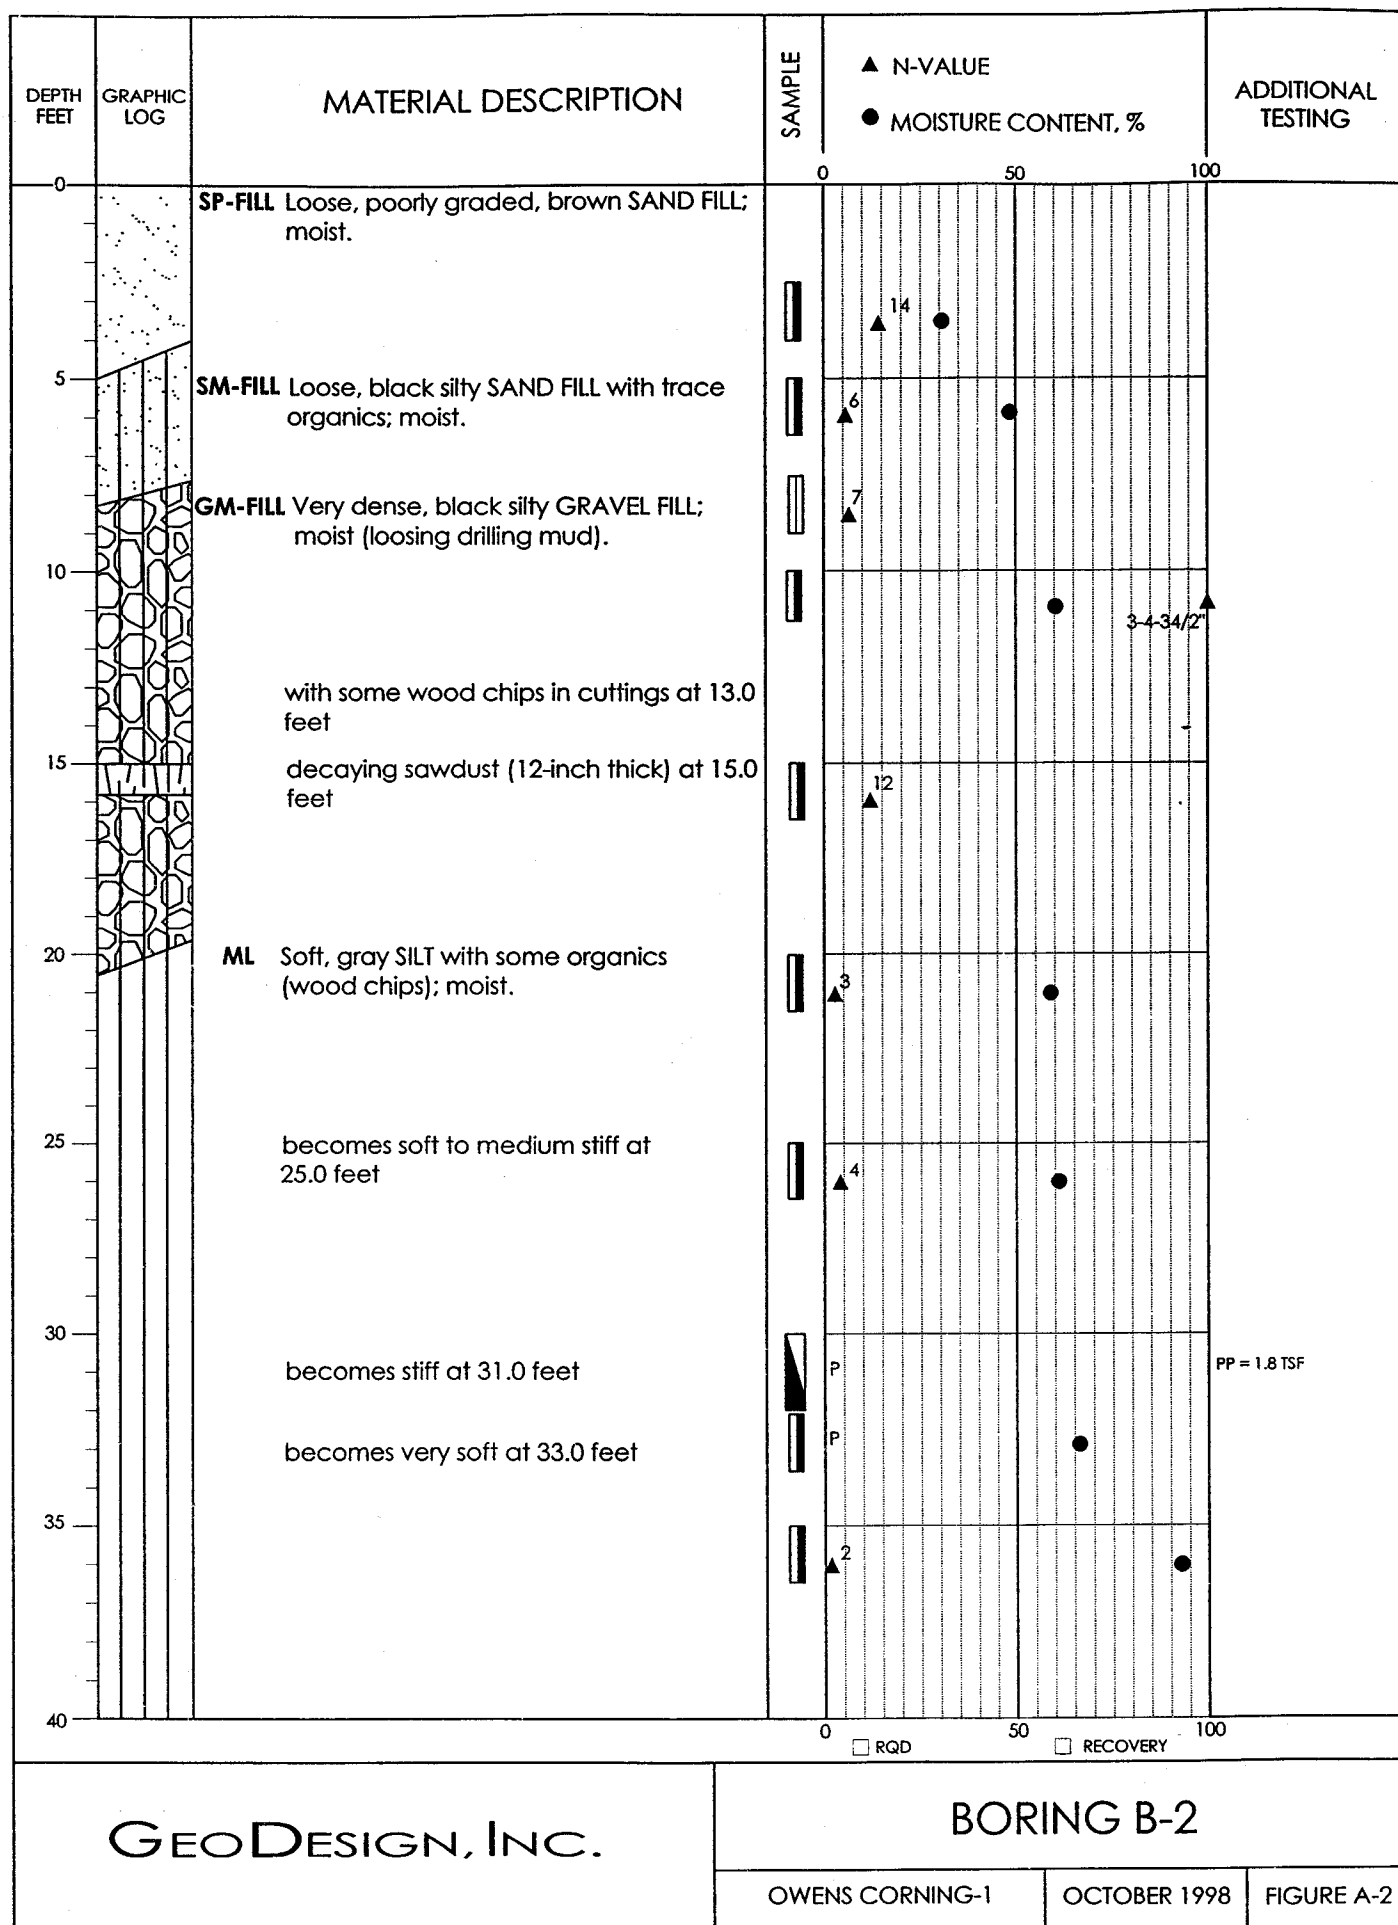 DEPTH
FEET
GRAPHIC
LOG
MATERIAL DESCRIPTION
SAMPLE
▲ N-VALUE
● MOISTURE CONTENT, %
ADDITIONAL
TESTING
0 50 100
0
SP-FILL Loose, poorly graded, brown SAND FILL;
moist.
14
5
SM-FILL Loose, black silty SAND FILL with trace
organics; moist.
6
GM-FILL Very dense, black silty GRAVEL FILL;
moist (loosing drilling mud).
7
10
3-4-34/2"
with some wood chips in cuttings at 13.0
feet
15
decaying sawdust (12-inch thick) at 15.0
feet
12
20
ML Soft, gray SILT with some organics
(wood chips); moist.
3
25
becomes soft to medium stiff at
25.0 feet
4
30
becomes stiff at 31.0 feet
P
PP = 1.8 TSF
becomes very soft at 33.0 feet
P
35
2
40
0 50 100
RQD RECOVERY
GEODESIGN, INC.
BORING B-2
OWENS CORNING-1
OCTOBER 1998
FIGURE A-2